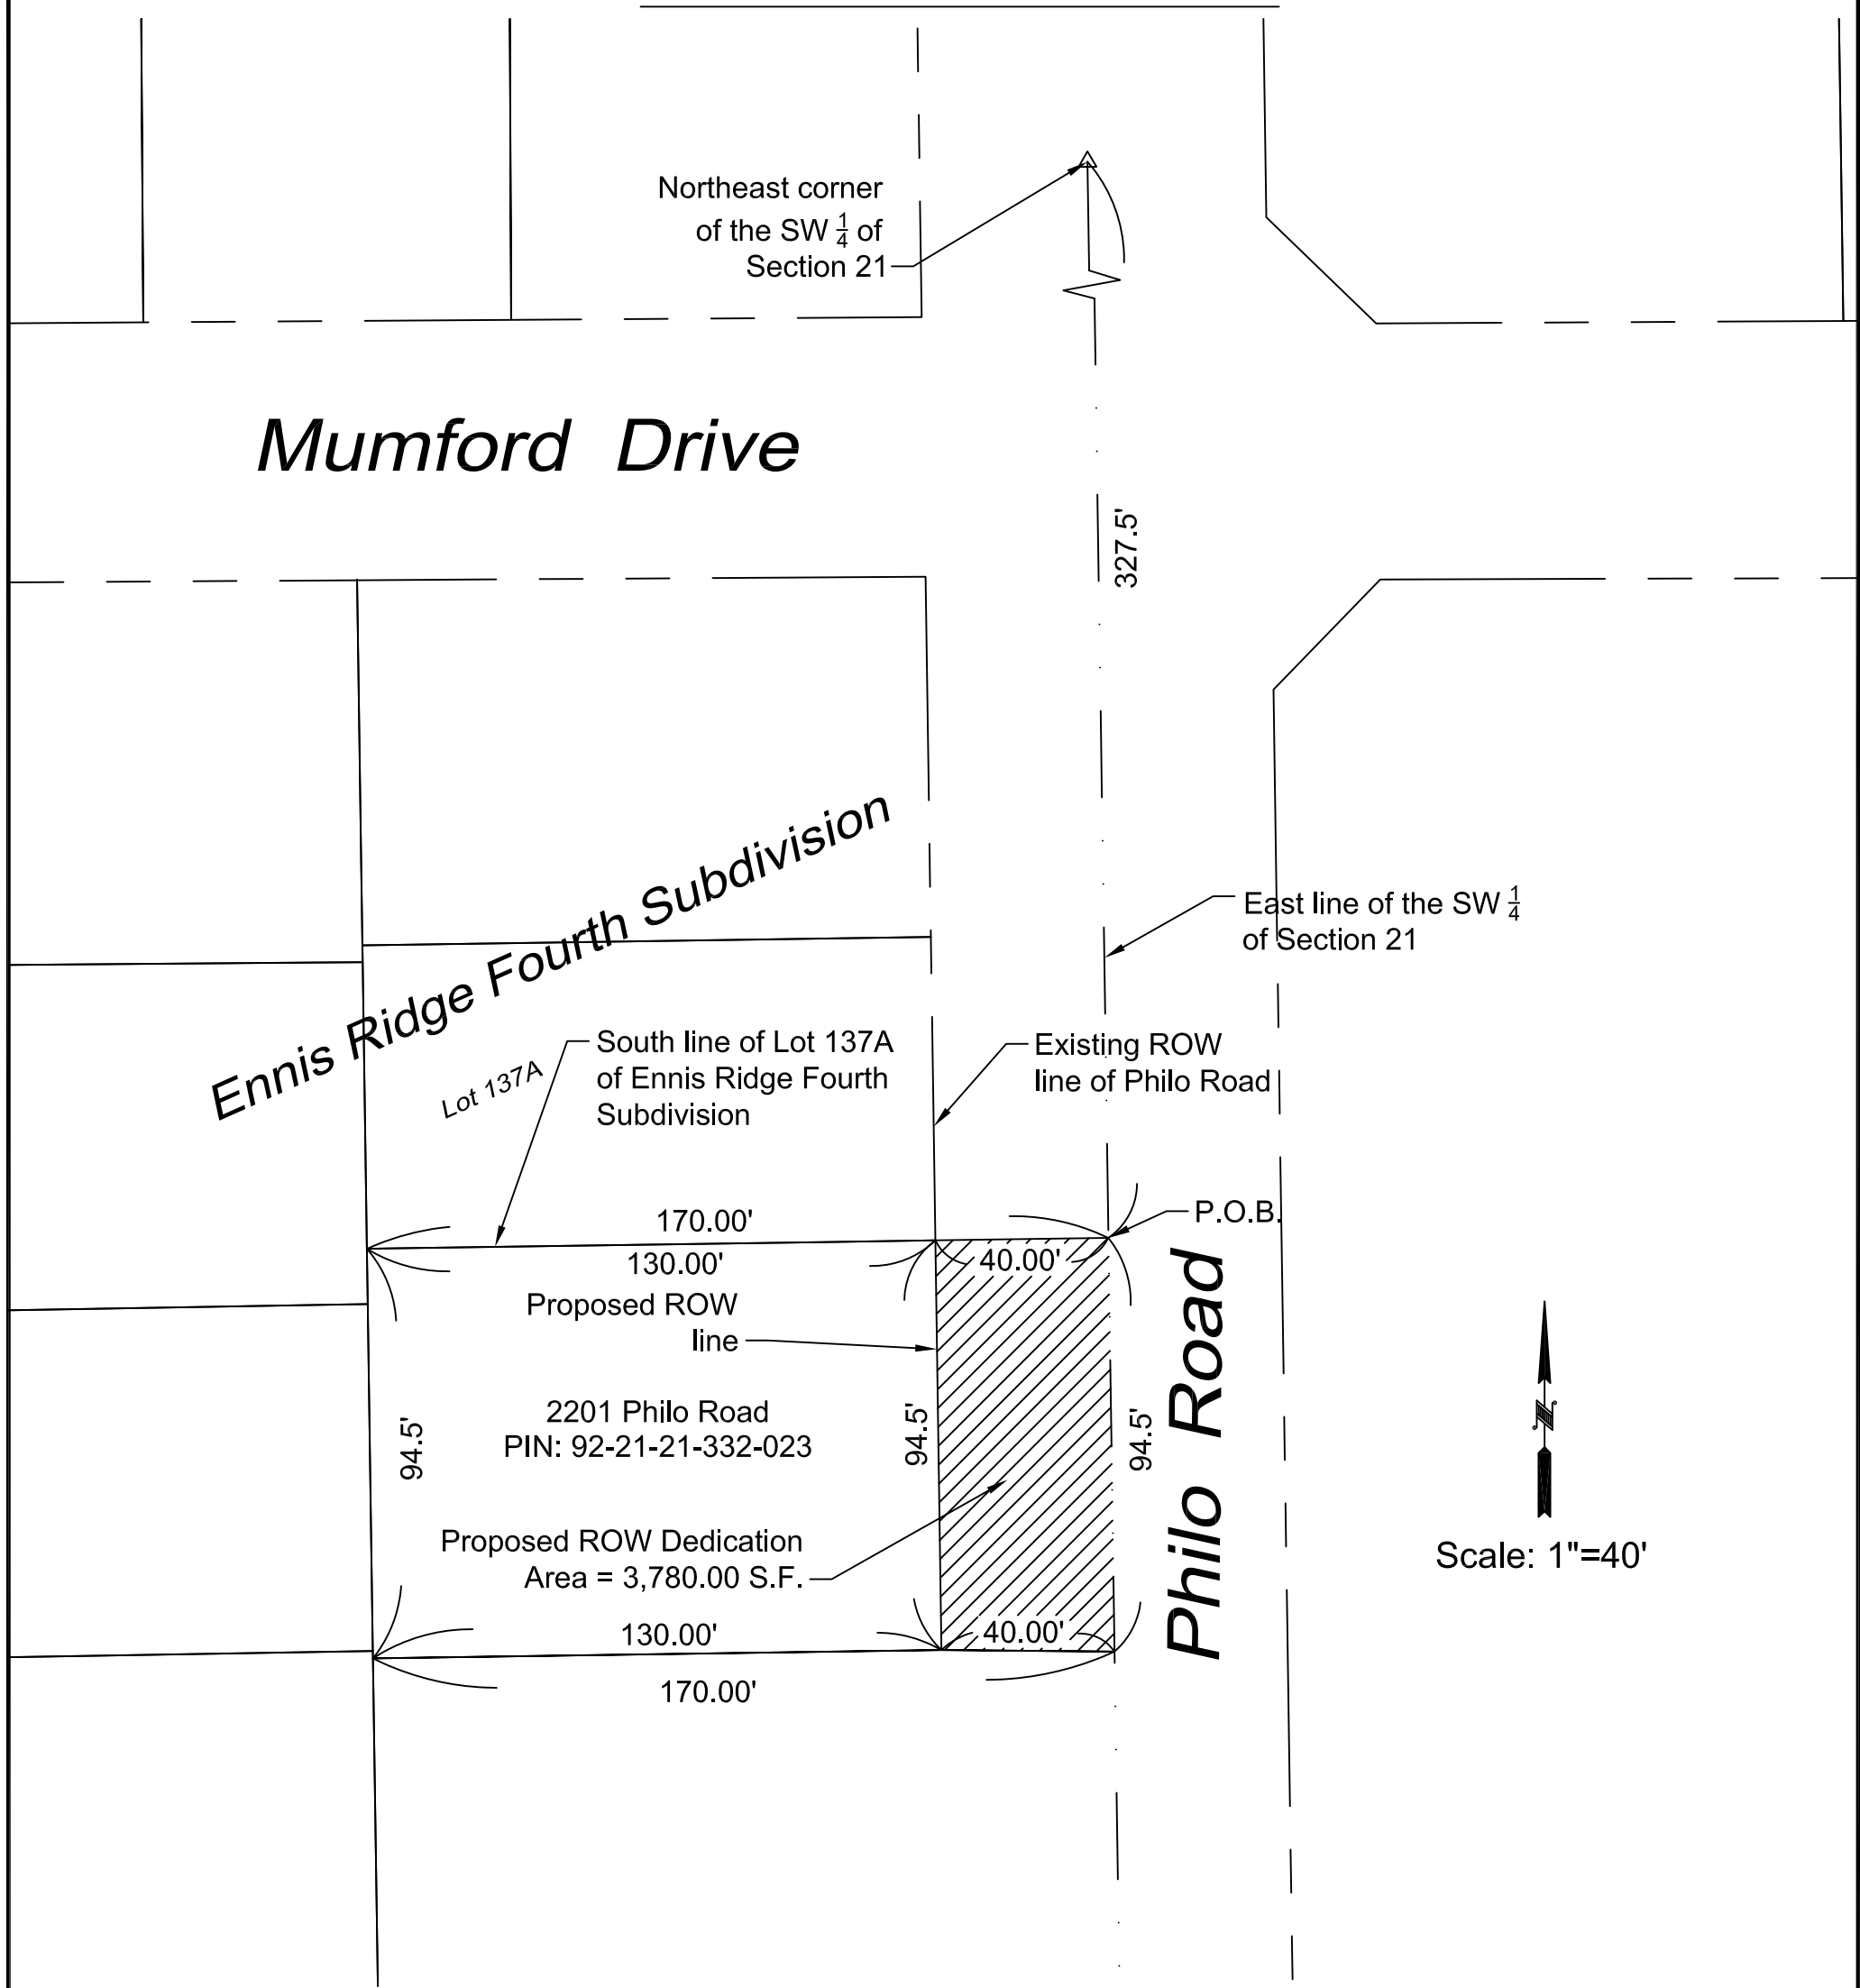 Northeast corner
of the SW 1/4 of
Section 21
Mumford Drive
327.5'
Ennis Ridge Fourth Subdivision
East line of the SW 1/4
of Section 21
Lot 137A
South line of Lot 137A
of Ennis Ridge Fourth
Subdivision
Existing ROW
line of Philo Road
P.O.B.
170.00'
130.00'
40.00'
Proposed ROW
line
2201 Philo Road
PIN: 92-21-21-332-023
94.5'
94.5'
94.5'
Philo Road
Proposed ROW Dedication
Area = 3,780.00 S.F.
130.00'
40.00'
170.00'
N
Scale: 1"=40'